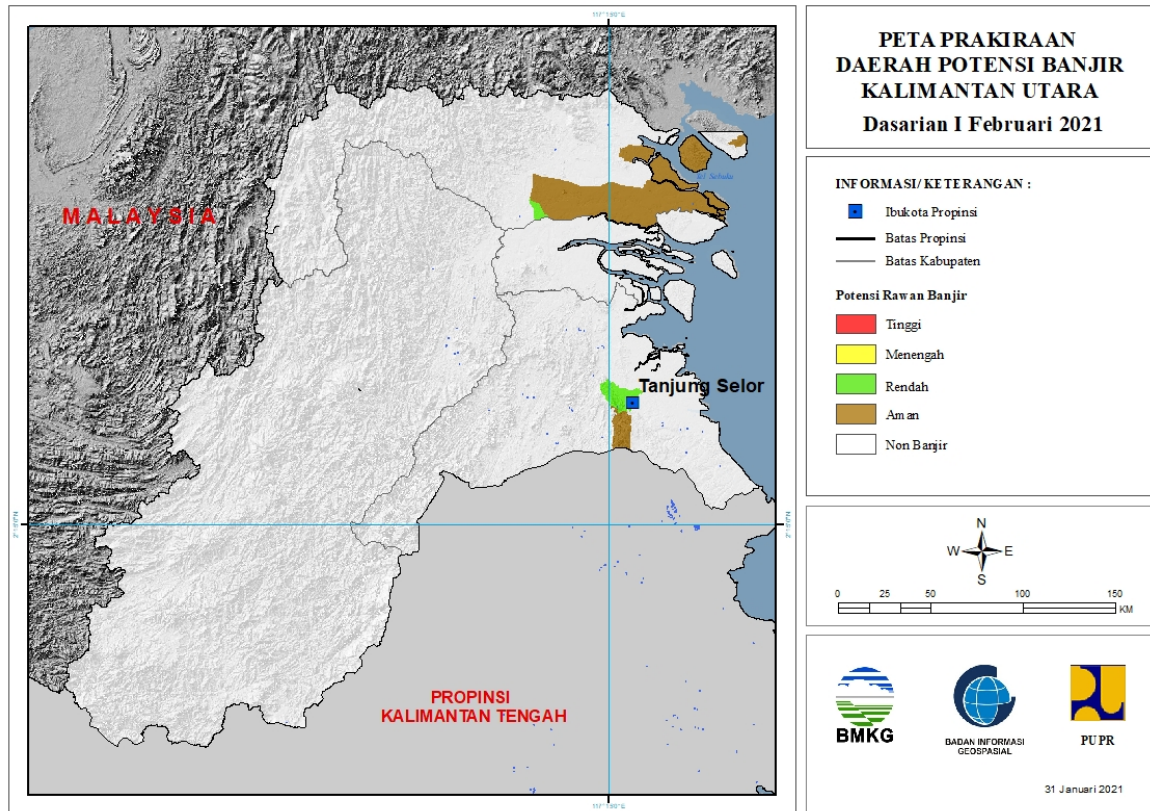 PETA PRAKIRAAN
DAERAH POTENSI BANJIR
KALIMANTAN UTARA
Dasarian I Februari 2021
INFORMASI/ KETERANGAN :
Ibukota Propinsi
Batas Propinsi
Batas Kabupaten
Potensi Rawan Banjir
Tinggi
Menengah
Rendah
Aman
Non Banjir
N
W E
S
0 25 50 100 150
KM
BMKG
BADAN INFORMASI
GEOSPASIAL
PUPR
31 Januari 2021
MALAYSIA
Tanjung Selor
PROPINSI
KALIMANTAN TENGAH